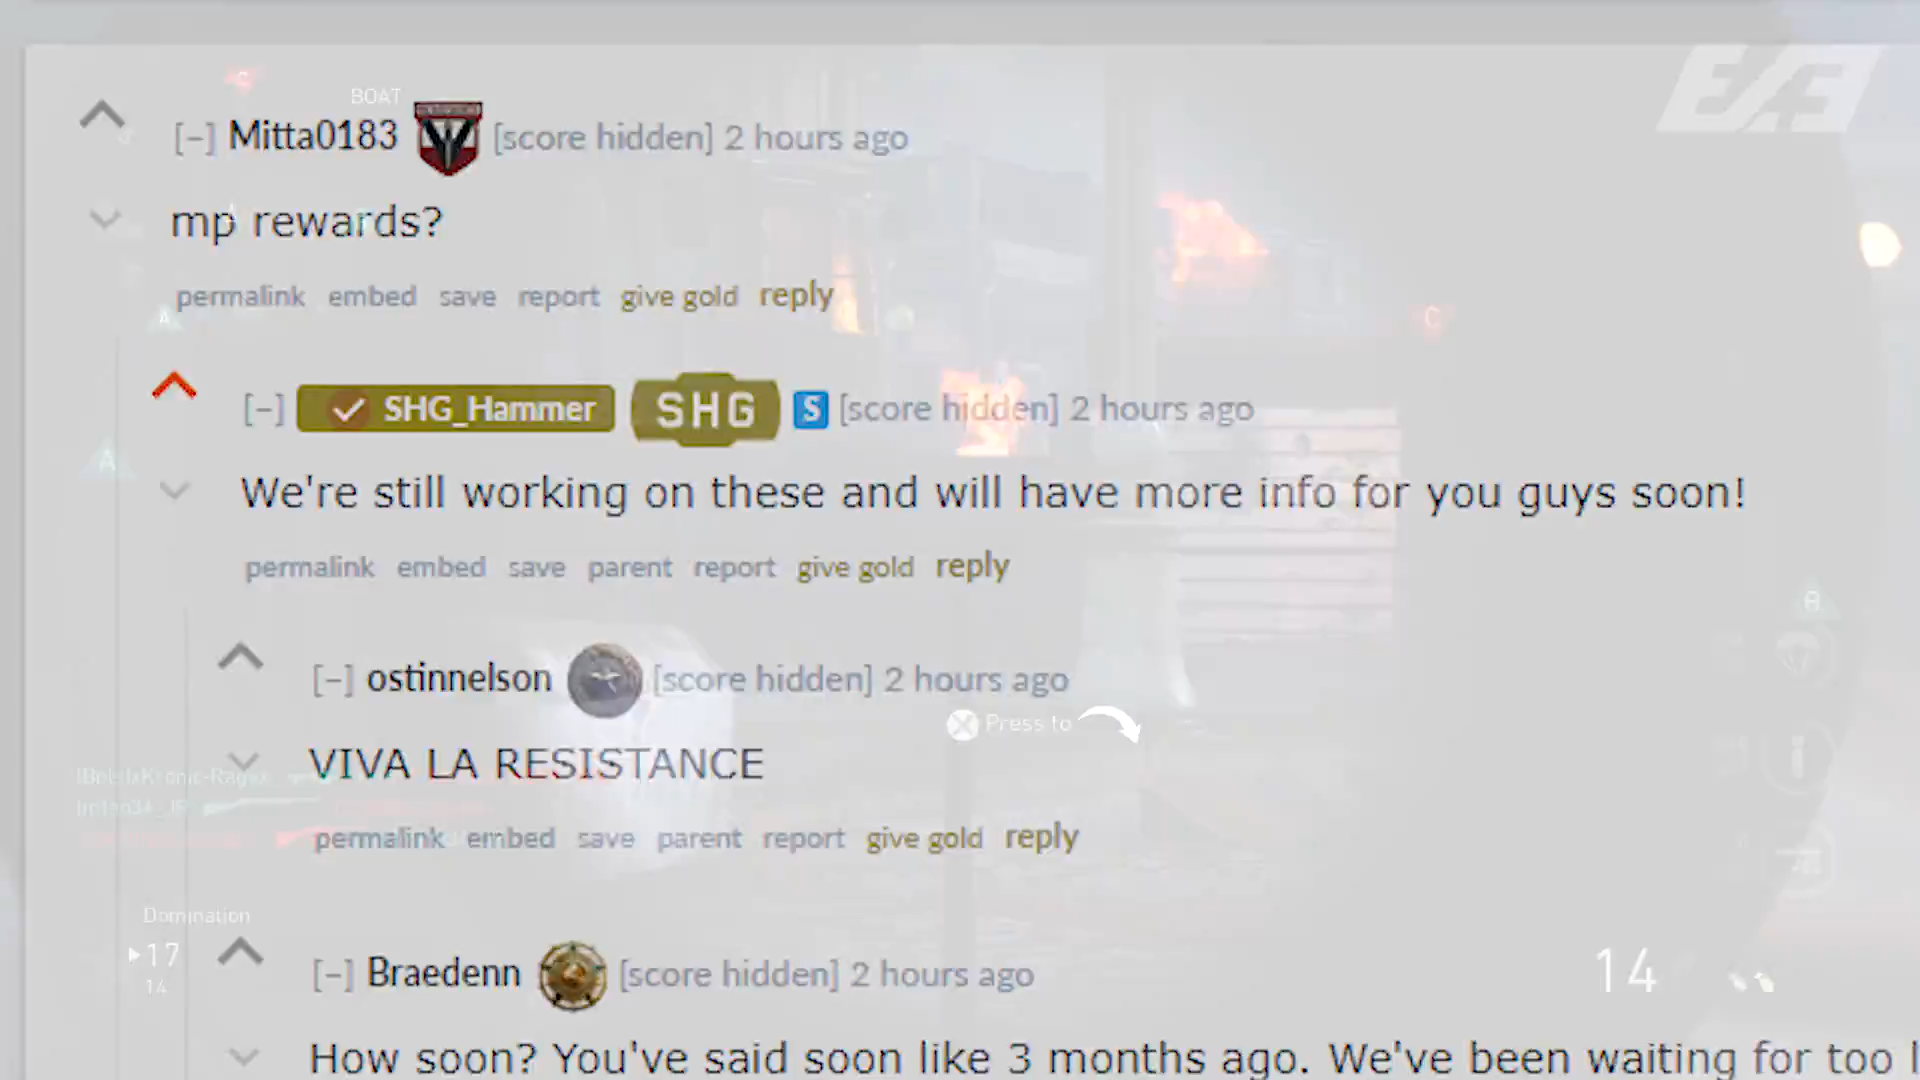 BOAT
[–] Mitta0183 [score hidden] 2 hours ago
mp rewards?
permalink embed save report give gold reply
A
C
[–] SHG_Hammer SHG S [score hidden] 2 hours ago
A
We're still working on these and will have more info for you guys soon!
permalink embed save parent report give gold reply
B
[–] ostinnelson [score hidden] 2 hours ago
Press to
VIVA LA RESISTANCE
permalink embed save parent report give gold reply
Domination
17
14
14
[–] Braedenn [score hidden] 2 hours ago
How soon? You've said soon like 3 months ago. We've been waiting for too